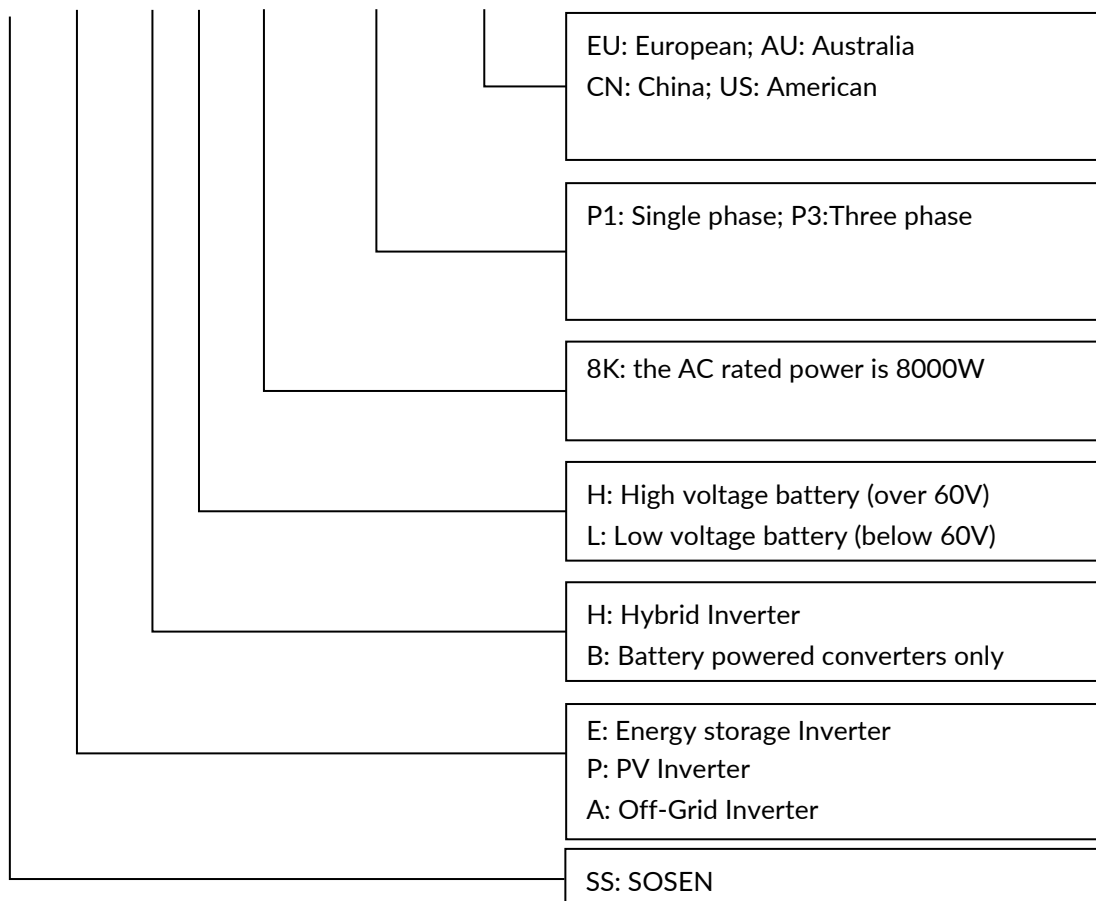 EU: European; AU: Australia
CN: China; US: American
P1: Single phase; P3:Three phase
8K: the AC rated power is 8000W
H: High voltage battery (over 60V)
L: Low voltage battery (below 60V)
H: Hybrid Inverter
B: Battery powered converters only
E: Energy storage Inverter
P: PV Inverter
A: Off-Grid Inverter
SS: SOSEN